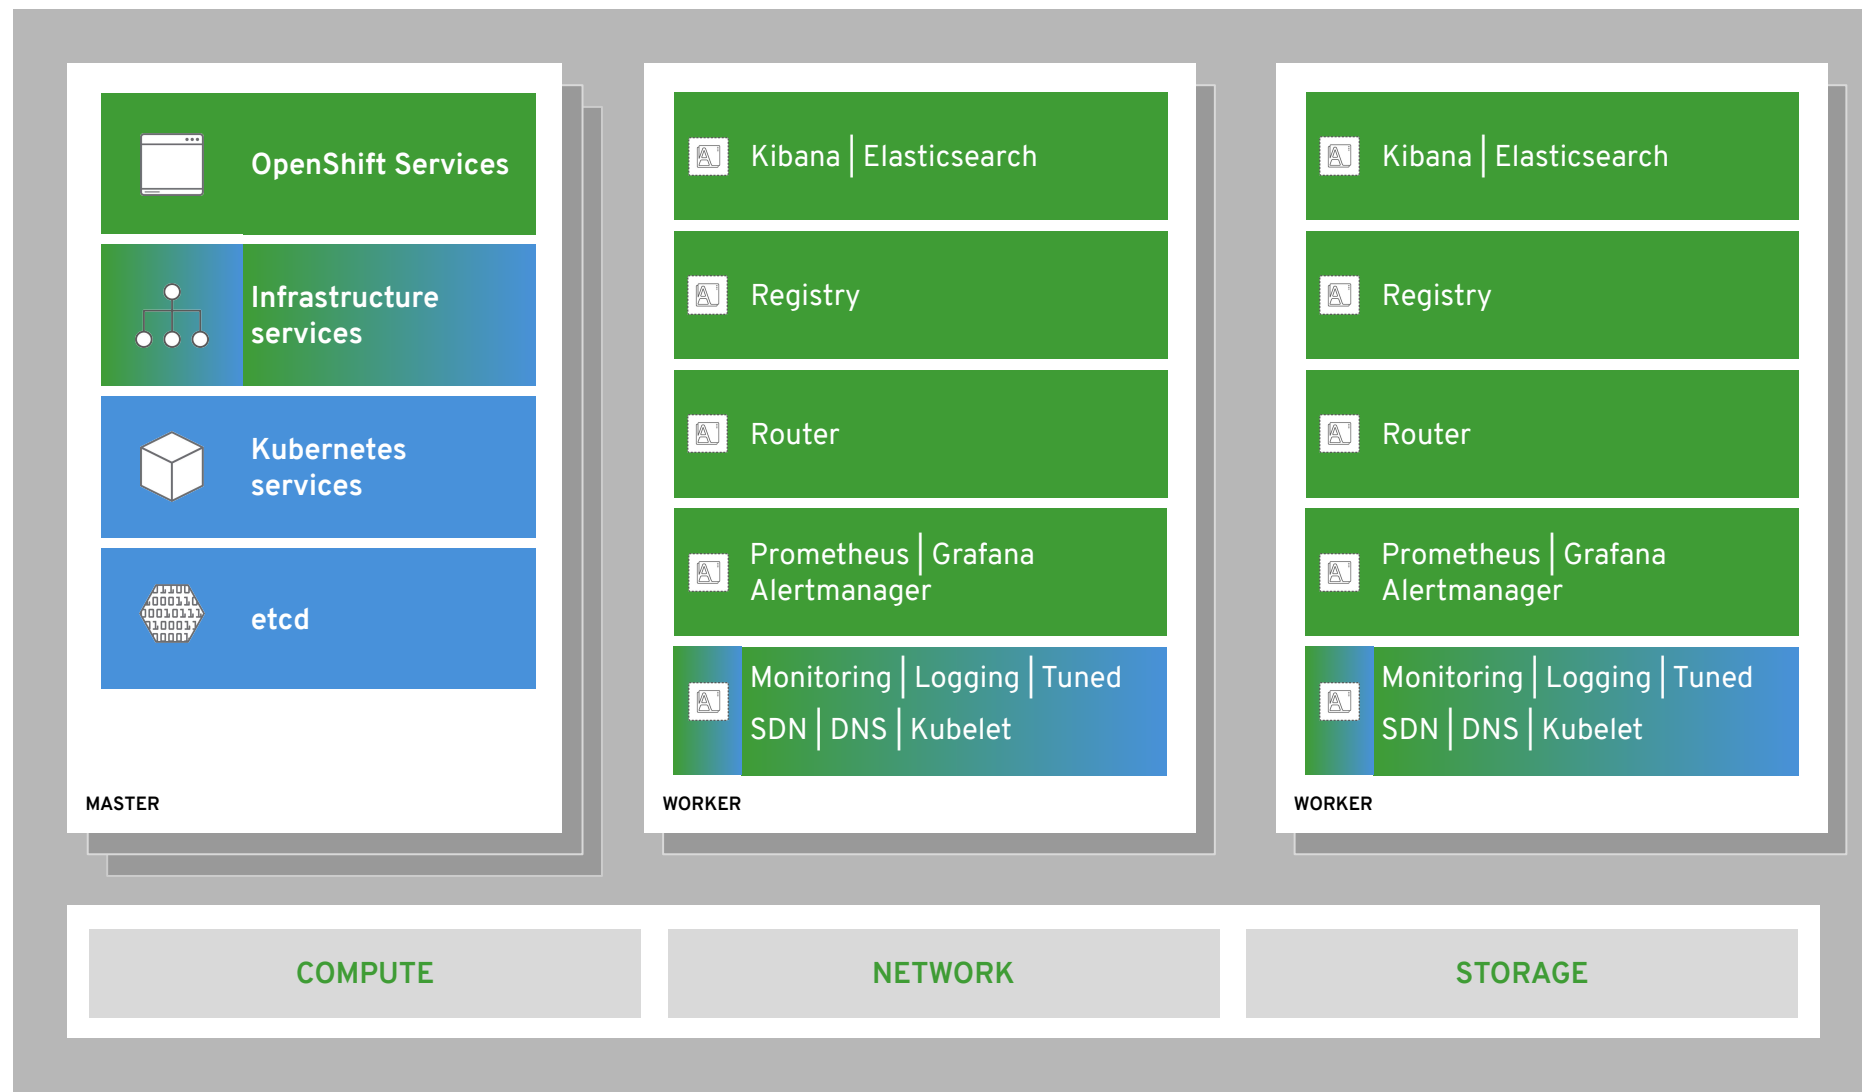 OpenShift Services
Infrastructure
services
Kubernetes
services
etcd
MASTER
Kibana | Elasticsearch
Registry
Router
Prometheus | Grafana
Alertmanager
Monitoring | Logging | Tuned
SDN | DNS | Kubelet
WORKER
Kibana | Elasticsearch
Registry
Router
Prometheus | Grafana
Alertmanager
Monitoring | Logging | Tuned
SDN | DNS | Kubelet
WORKER
COMPUTE
NETWORK
STORAGE